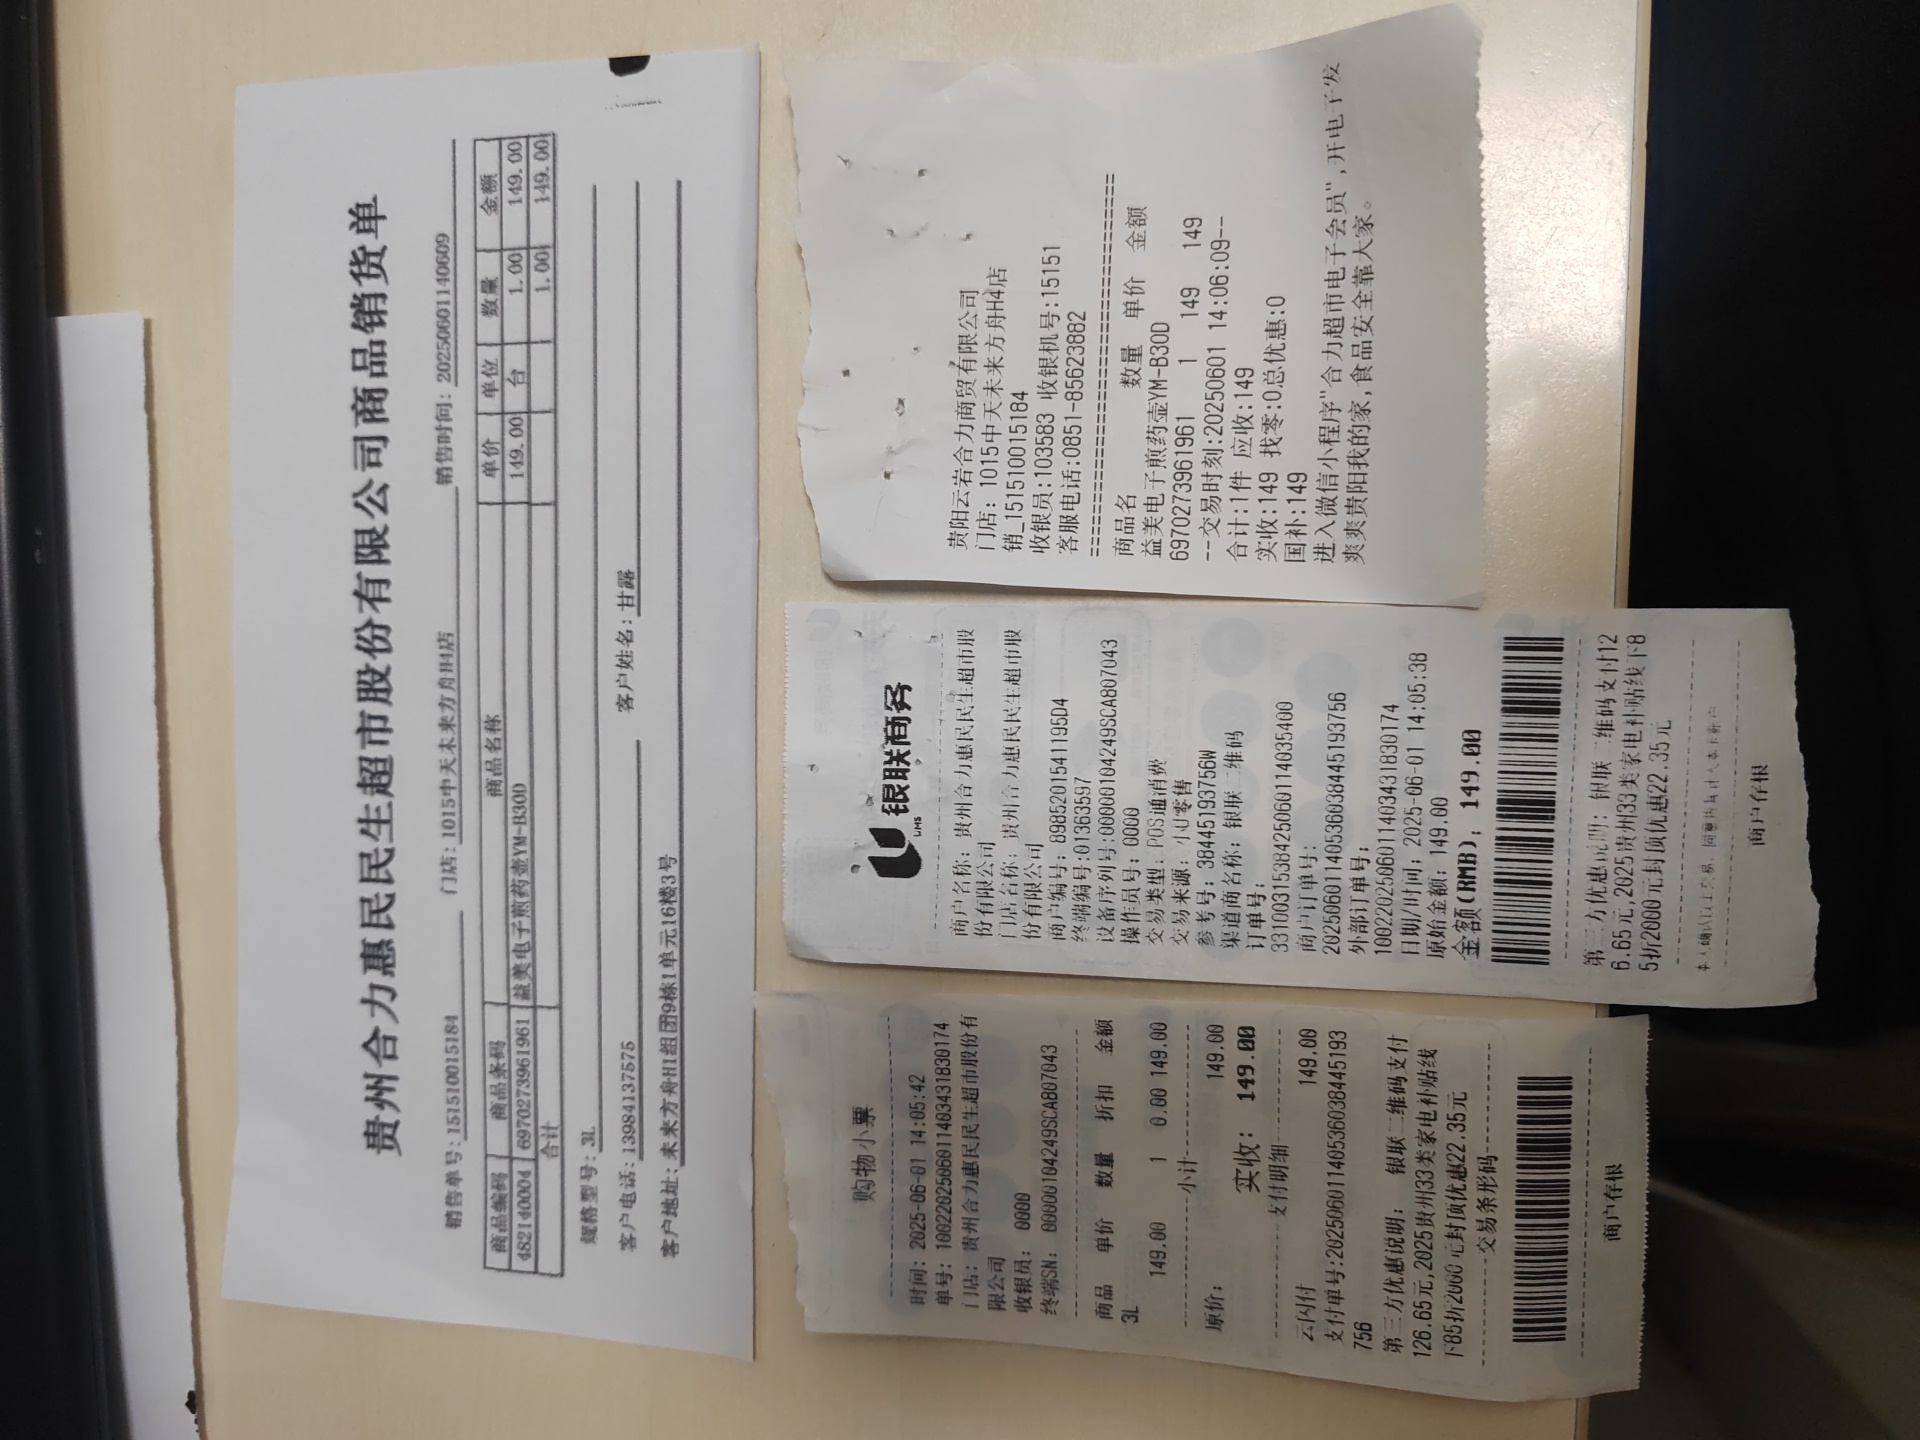 贵州合力惠民民生超市股份有限公司商品销货单
销售单号: 151510015184 门店: 1015中天未来方舟H4店 销售时间: 20250601140609
商品编码 商品条码 商品名称 单价 单位 数量 金额
482140004 6970273961961 益美电子煎药壶YM-B30D 149.00 台 1.00 149.00
合计 1.00 149.00
规格型号: 3L
客户电话: 13984137575 客户姓名: 甘露
客户地址: 未来方舟H1组团9栋1单元16楼3号
购物小票
时间: 2025-06-01 14:05:42
单号: 10022025060114034318301​74
门店: 贵州合力惠民民生超市股份有
限公司
收银员: 0000
终端SN: 00000104249SCA807043
商品 单价 数量 折扣 金额
3L
149.00 1 0.00 149.00
小计
原价: 149.00
实收: 149.00
支付明细
云闪付 149.00
支付单号:20250601140536038445193
756
第三方优惠说明: 银联二维码支付
126.65元,2025贵州33类家电补贴线
下85折2000元封顶优惠22.35元
交易条形码
商户存根
银联商务
UMS
商户名称: 贵州合力惠民民生超市股
份有限公司
门店名称: 贵州合力惠民民生超市股
份有限公司
商户编号: 89852015411​95D4
终端编号:01363597
设备序列号:00000104249SCA807043
操作员号: 0000
交易类型: POS通消费
交易来源: 小U零售
参考号: 38445193756W
渠道商名称: 银联二维码
订单号:
33100315384250601114035400
商户订单号:
20250601140536038445193756
外部订单号:
1002202506011403431830174
日期/时间: 2025-06-01 14:05:38
原始金额: 149.00
金额(RMB): 149.00
第三方优惠说明: 银联二维码支付12
6.65元,2025贵州33类家电补贴线下8
5折2000元封顶优惠22.35元
本人确认以上交易,同意将其计入本卡账户
商户存根
贵阳云岩合力商贸有限公司
门店: 1015中天未来方舟H4店
销_151510015184
收银员:103583 收银机号:15151
客服电话:0851-85623882
商品名 数量 单价 金额
益美电子煎药壶YM-B30D
6970273961961 1 149 149
--交易时刻:20250601 14:06:09--
合计:1件 应收:149
实收:149 找零:0总优惠:0
国补:149
进入微信小程序"合力超市电子会员",开电子发
爽爽贵阳我的家,食品安全靠大家。